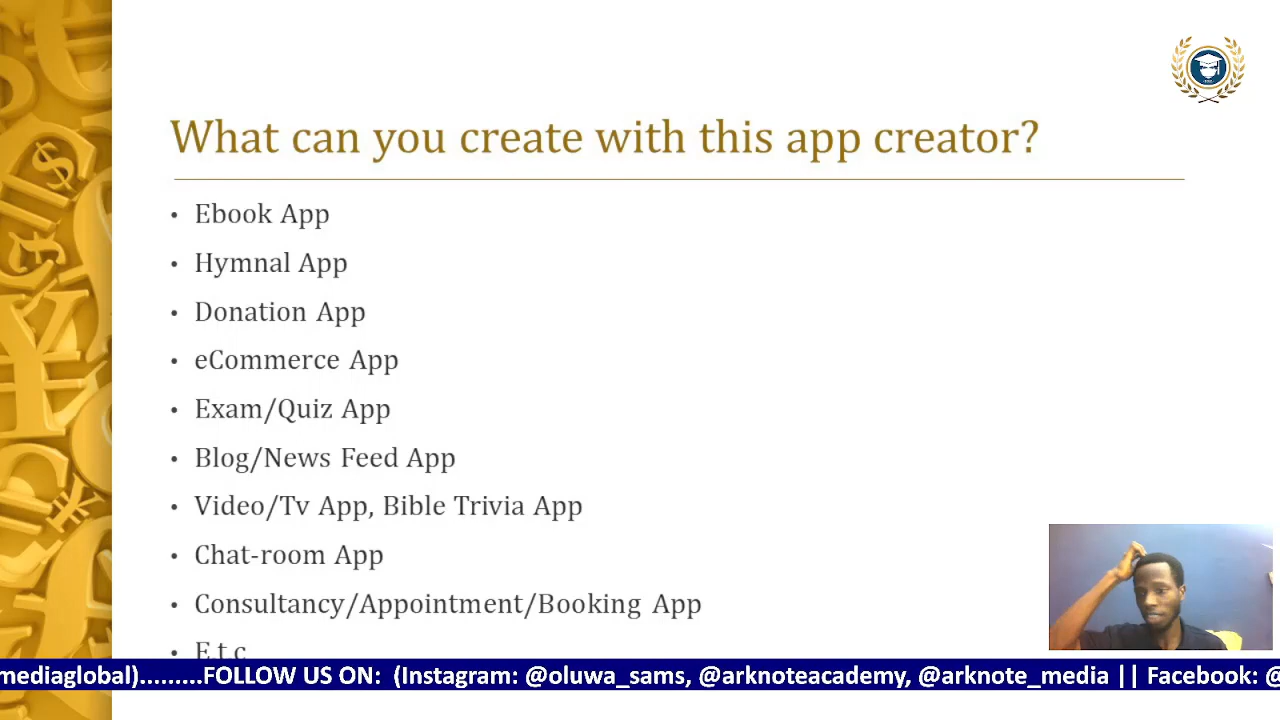 What can you create with this app creator?
• Ebook App
• Hymnal App
• Donation App
• eCommerce App
• Exam/Quiz App
• Blog/News Feed App
• Video/Tv App, Bible Trivia App
• Chat-room App
• Consultancy/Appointment/Booking App
• E.t.c
mediaglobal).........FOLLOW US ON: (Instagram: @oluwa_sams, @arknoteacademy, @arknote_media || Facebook: @